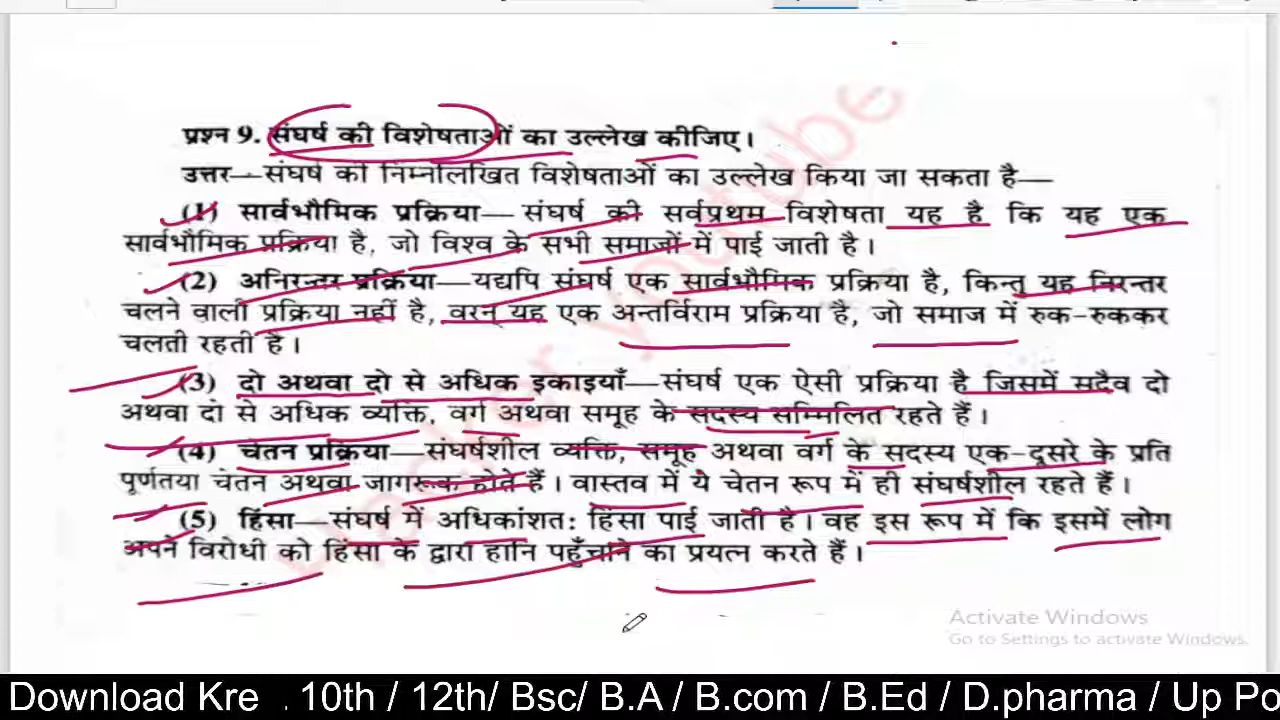 प्रश्न 9. संघर्ष की विशेषताओं का उल्लेख कीजिए।
उत्तर—संघर्ष की निम्नलिखित विशेषताओं का उल्लेख किया जा सकता है—
(1) सार्वभौमिक प्रक्रिया— संघर्ष की सर्वप्रथम विशेषता यह है कि यह एक
सार्वभौमिक प्रक्रिया है, जो विश्व के सभी समाजों में पाई जाती है।
(2) अनिरन्तर प्रक्रिया—यद्यपि संघर्ष एक सार्वभौमिक प्रक्रिया है, किन्तु यह निरन्तर
चलने वाली प्रक्रिया नहीं है, वरन् यह एक अन्तर्विराम प्रक्रिया है, जो समाज में रुक-रुककर
चलती रहती है।
(3) दो अथवा दो से अधिक इकाइयाँ—संघर्ष एक ऐसी प्रक्रिया है जिसमें सदैव दो
अथवा दो से अधिक व्यक्ति, वर्ग अथवा समूह के सदस्य सम्मिलित रहते हैं।
(4) चेतन प्रक्रिया—संघर्षशील व्यक्ति, समूह अथवा वर्ग के सदस्य एक-दूसरे के प्रति
पूर्णतया चेतन अथवा जागरूक होते हैं। वास्तव में ये चेतन रूप में ही संघर्षशील रहते हैं।
(5) हिंसा—संघर्ष में अधिकांशतः हिंसा पाई जाती है। वह इस रूप में कि इसमें लोग
अपने विरोधी को हिंसा के द्वारा हानि पहुँचाने का प्रयत्न करते हैं।
youtube
Activate Windows
Go to Settings to activate Windows.
Download Kre . 10th / 12th/ Bsc/ B.A / B.com / B.Ed / D.pharma / Up Po